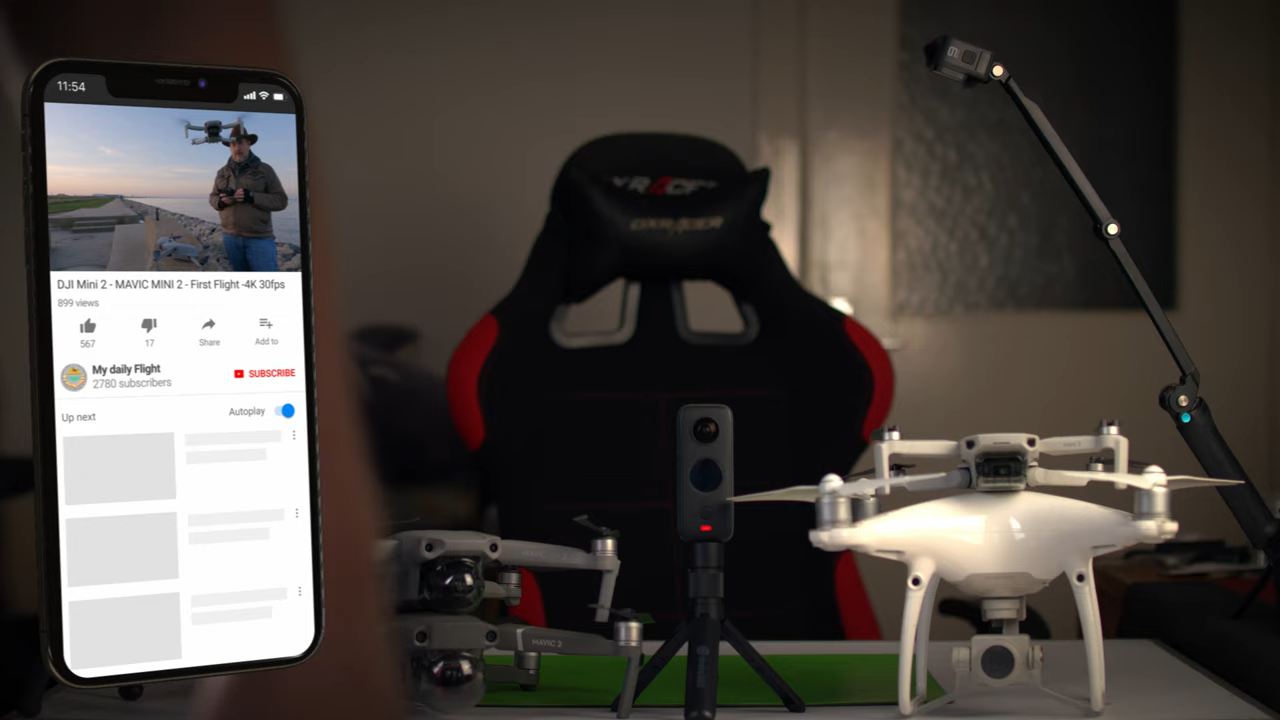 11:54
DJI Mini 2 - MAVIC MINI 2 - First Flight -4K 30fps
899 views
567
17
Share
Add to
My daily Flight
2780 subscribers
SUBSCRIBE
Up next
Autoplay
MAVIC 2